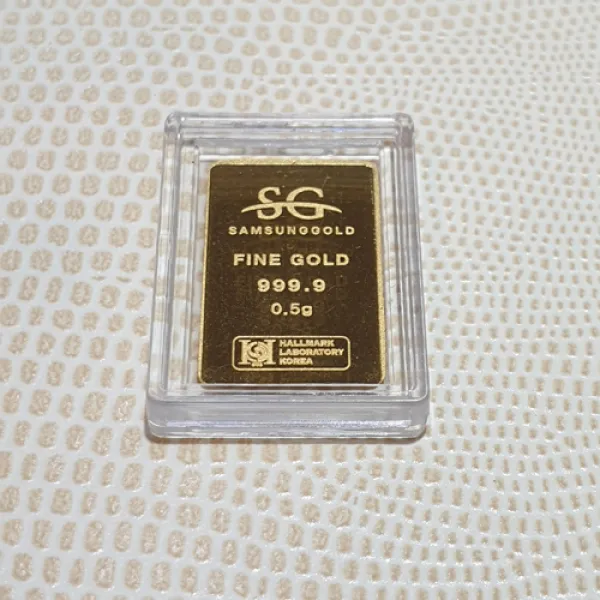 SG
SAMSUNGGOLD
FINE GOLD
999.9
0.5g
HALLMARK
LABORATORY
KOREA